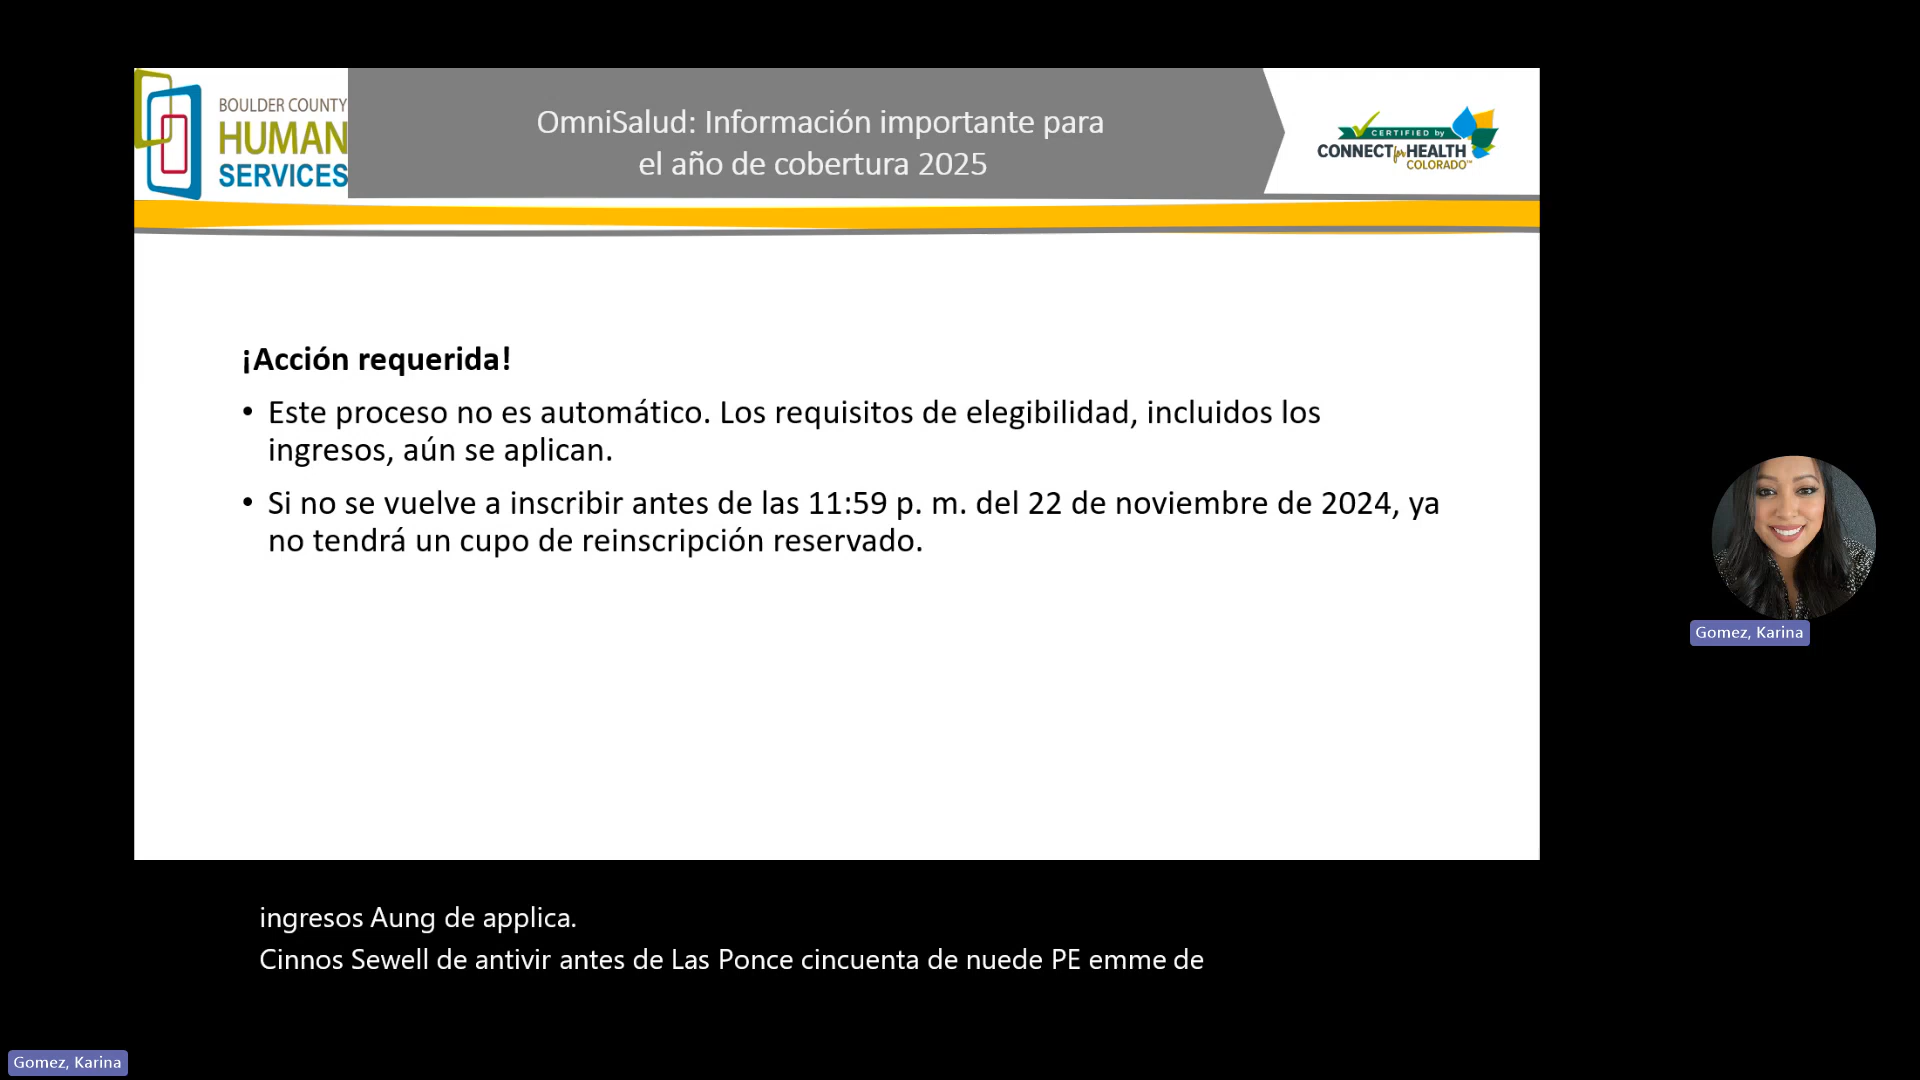 BOULDER COUNTY
HUMAN
SERVICES
OmniSalud: Información importante para
el año de cobertura 2025
CERTIFIED by
CONNECT for HEALTH
COLORADO™
¡Acción requerida!
• Este proceso no es automático. Los requisitos de elegibilidad, incluidos los
ingresos, aún se aplican.
• Si no se vuelve a inscribir antes de las 11:59 p. m. del 22 de noviembre de 2024, ya
no tendrá un cupo de reinscripción reservado.
Gomez, Karina
ingresos Aung de applica.
Cinnos Sewell de antivir antes de Las Ponce cincuenta de nuede PE emme de
Gomez, Karina